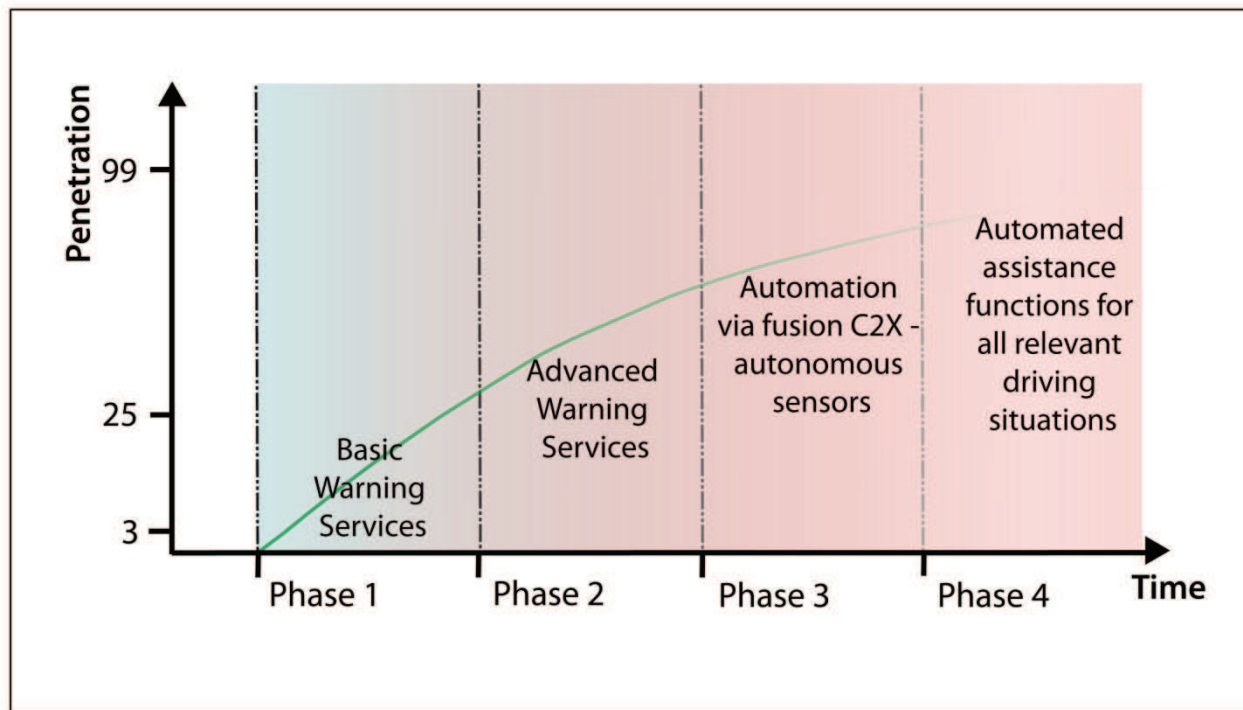 Penetration
99
25
3
Basic
Warning
Services
Advanced
Warning
Services
Automation
via fusion C2X -
autonomous
sensors
Automated
assistance
functions for
all relevant
driving
situations
Phase 1
Phase 2
Phase 3
Phase 4
Time